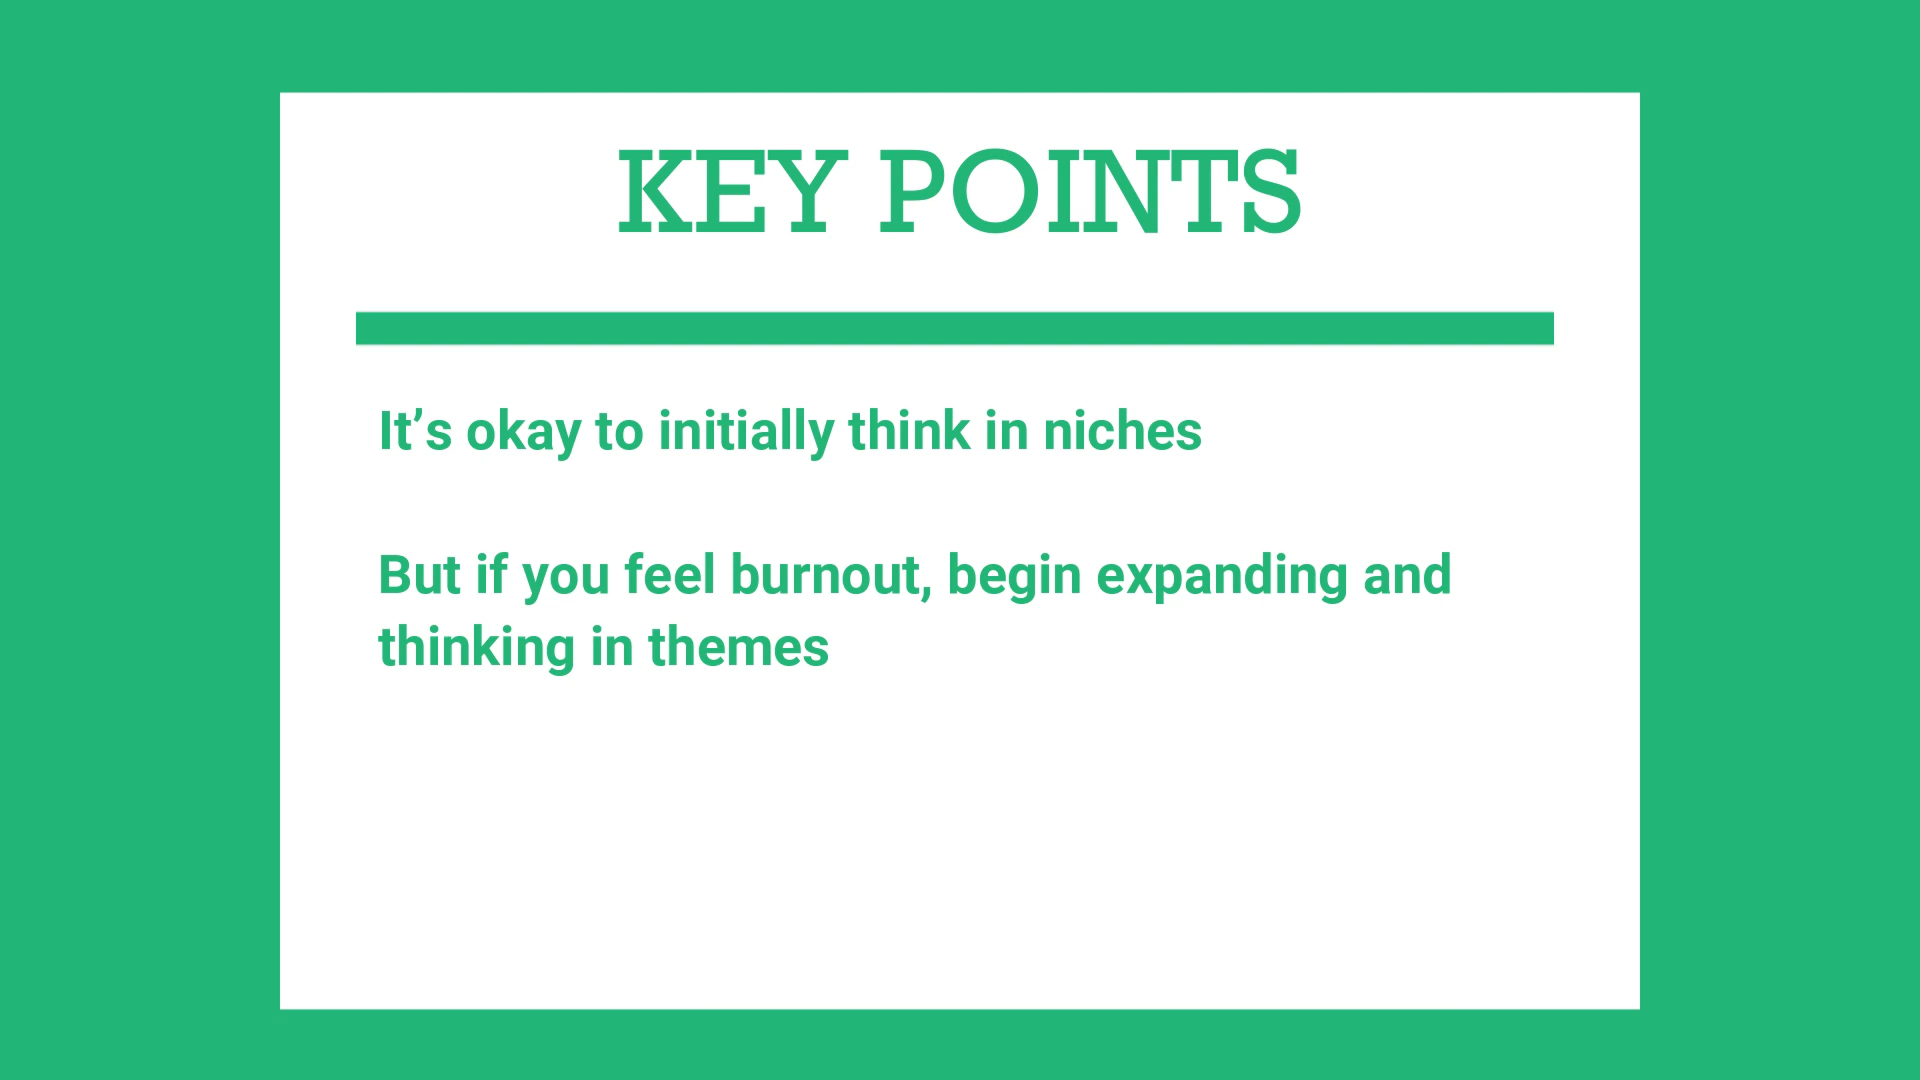 KEY POINTS
It’s okay to initially think in niches
But if you feel burnout, begin expanding and
thinking in themes